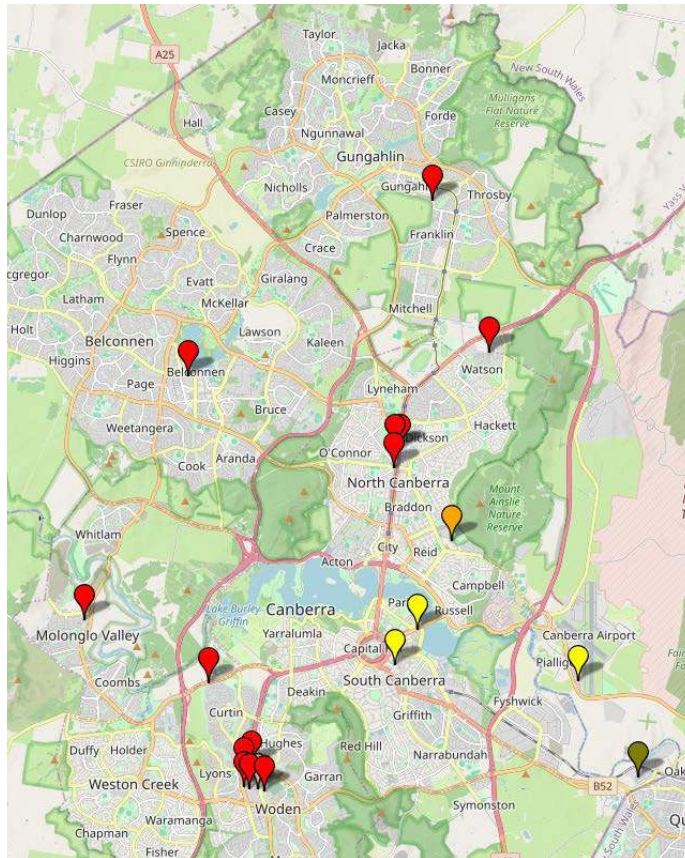 Taylor
Jacka
A25
Moncrieff
Bonner
New South Wales
Casey
Mulligans
Flat Nature
Reserve
Hall
Ngunnawal
Forde
Gungahlin
CSIRO Ginninderra
Nicholls
Throsby
Dunlop
Fraser
Palmerston
Charnwood
Spence
Crace
Franklin
Flynn
Evatt
Giralang
Latham
McKellar
Mitchell
Holt
Belconnen
Lawson
Kaleen
Higgins
Watson
Page
Belconnen
Lyneham
Bruce
Weetangera
Hackett
Dickson
Cook
Aranda
O'Connor
North Canberra
Mount
Ainslie
Nature
Reserve
Braddon
Whitlam
City
Reid
Acton
Campbell
Lake Burley
Griffin
Canberra
Russell
Molonglo Valley
Yarralumla
Capital
Canberra Airport
Coombs
South Canberra
Deakin
Fyshwick
Curtin
Griffith
Duffy
Holder
Hughes
Red Hill
Narrabundah
Weston Creek
Lyons
Garran
B52
Woden
Symonston
Waramanga
Chapman
Fisher
South Wales